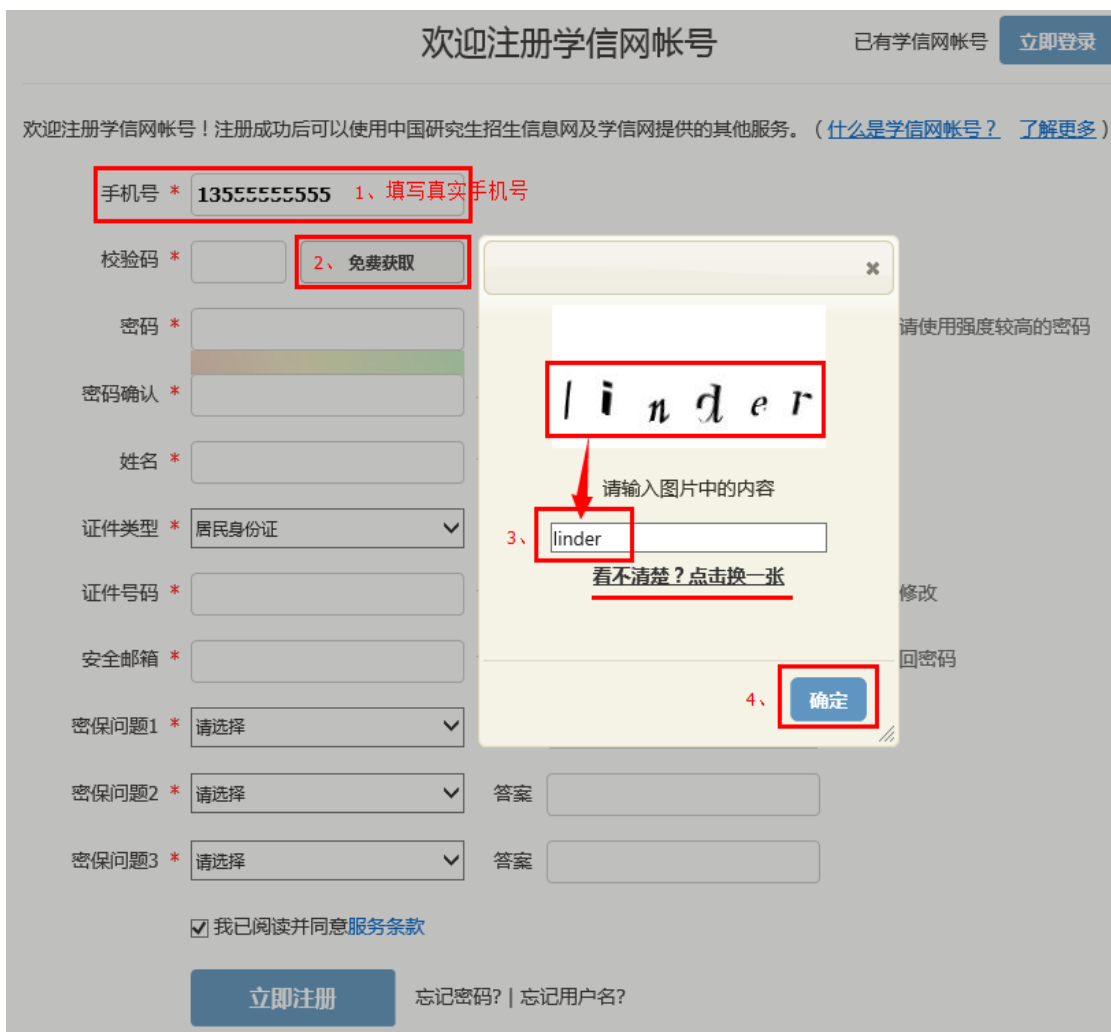 欢迎注册学信网帐号
已有学信网帐号 立即登录
欢迎注册学信网帐号！注册成功后可以使用中国研究生招生信息网及学信网提供的其他服务。（什么是学信网帐号？ 了解更多）
手机号 * 13555555555 1、填写真实手机号
校验码 * 2、 免费获取
×
密码 * 请使用强度较高的密码
密码确认 * linder
姓名 *
请输入图片中的内容
证件类型 * 居民身份证 3、 linder
看不清楚？点击换一张
证件号码 * 修改
安全邮箱 * 回密码
4、 确定
密保问题1 * 请选择
密保问题2 * 请选择 答案
密保问题3 * 请选择 答案
我已阅读并同意服务条款
立即注册 忘记密码? | 忘记用户名?